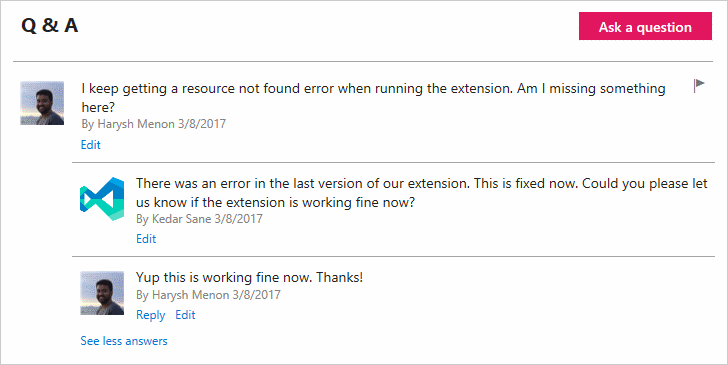 Q & A
Ask a question
I keep getting a resource not found error when running the extension. Am I missing something
here?
By Harysh Menon 3/8/2017
Edit
There was an error in the last version of our extension. This is fixed now. Could you please let
us know if the extension is working fine now?
By Kedar Sane 3/8/2017
Edit
Yup this is working fine now. Thanks!
By Harysh Menon 3/8/2017
Reply Edit
See less answers